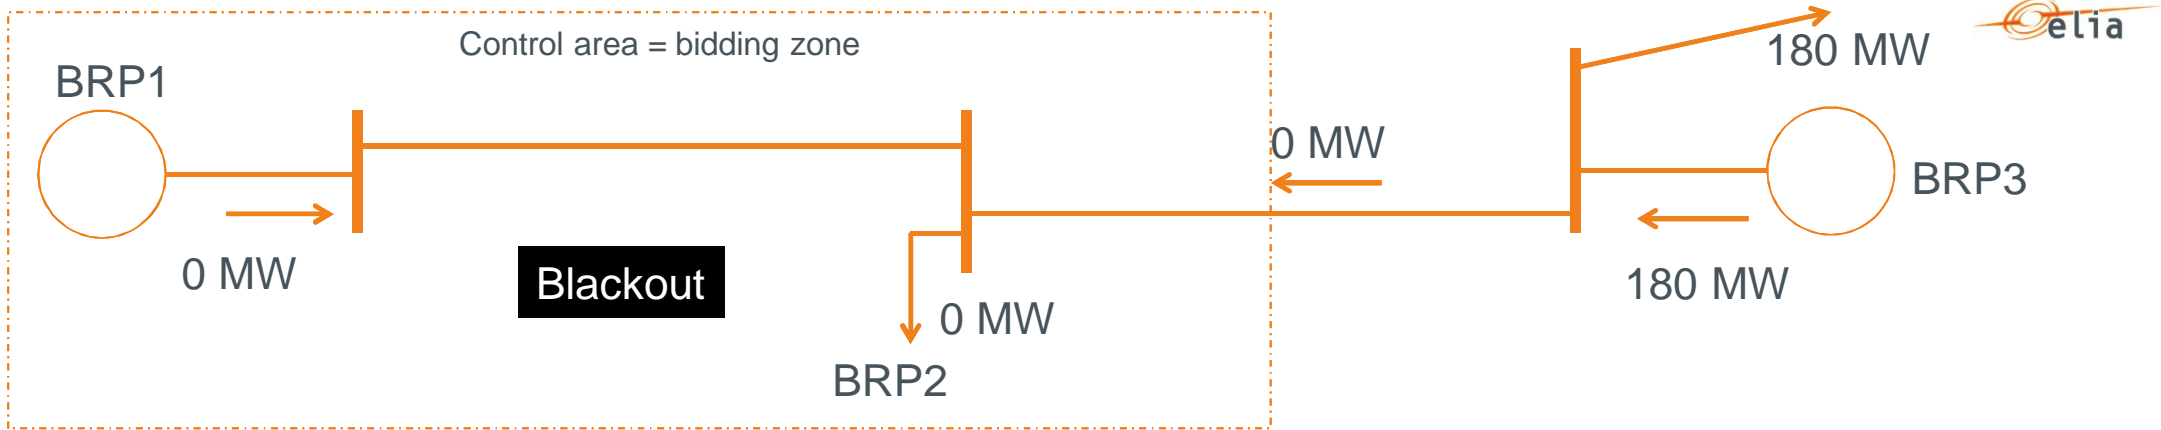 Control area = bidding zone
BRP1
0 MW
Blackout
0 MW
BRP2
0 MW
180 MW
elia
BRP3
180 MW